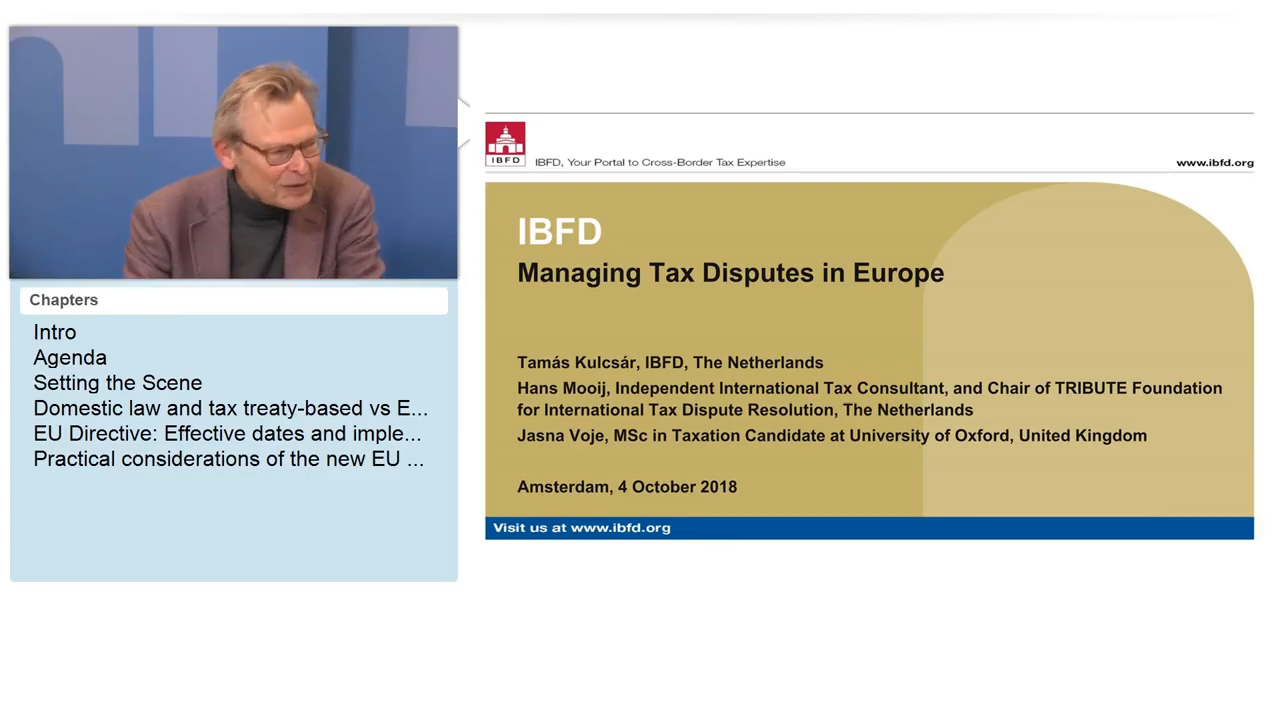 Chapters
Intro
Agenda
Setting the Scene
Domestic law and tax treaty-based vs E...
EU Directive: Effective dates and imple...
Practical considerations of the new EU ...
IBFD
IBFD, Your Portal to Cross-Border Tax Expertise
www.ibfd.org
IBFD
Managing Tax Disputes in Europe
Tamás Kulcsár, IBFD, The Netherlands
Hans Mooij, Independent International Tax Consultant, and Chair of TRIBUTE Foundation
for International Tax Dispute Resolution, The Netherlands
Jasna Voje, MSc in Taxation Candidate at University of Oxford, United Kingdom
Amsterdam, 4 October 2018
Visit us at www.ibfd.org